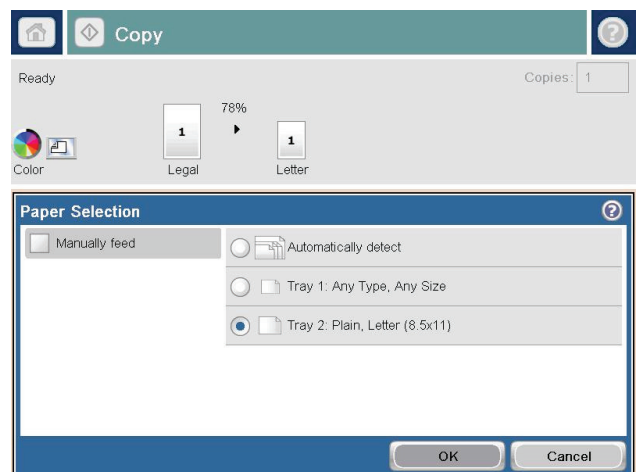 Copy
Ready
Copies: 1
78%
1
1
Color
Legal
Letter
Paper Selection
Manually feed
Automatically detect
Tray 1: Any Type, Any Size
Tray 2: Plain, Letter (8.5x11)
OK
Cancel